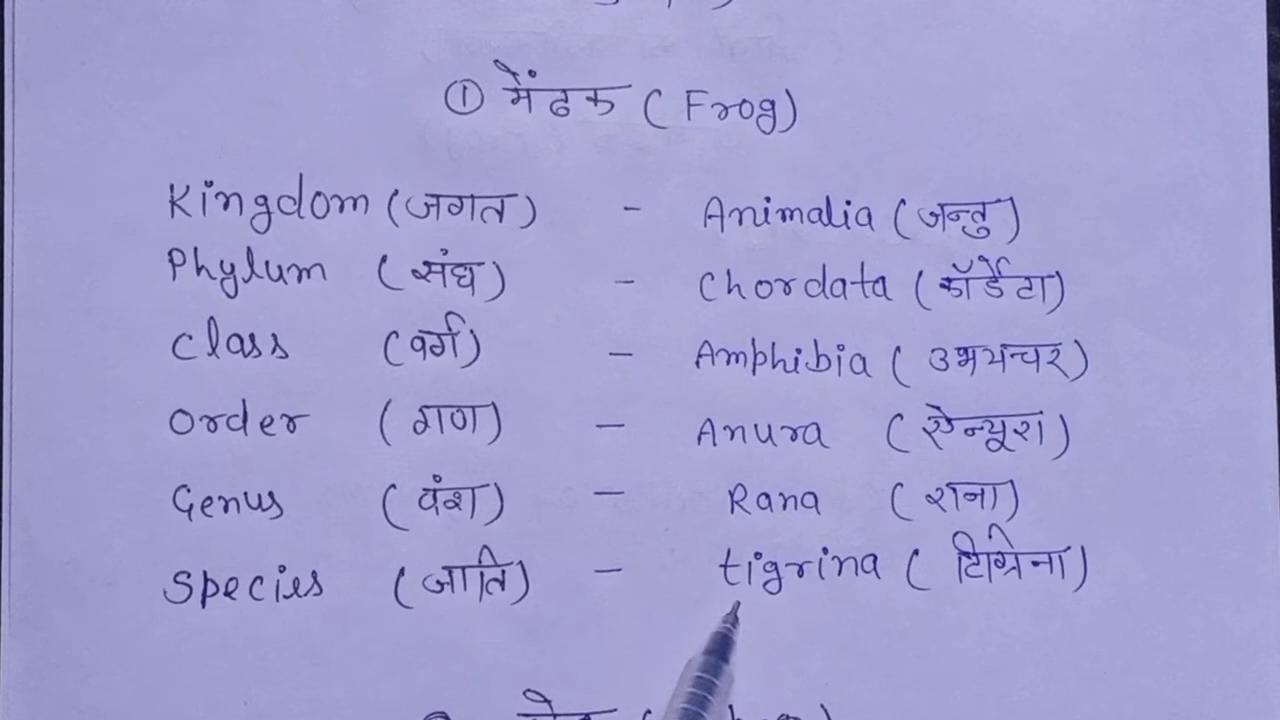 ① मेंढक (Frog)
Kingdom (जगत) - Animalia (जन्तु)
Phylum (संघ) - Chordata (कॉर्डेटा)
Class (वर्ग) - Amphibia (उभयचर)
Order (गण) - Anura (ऐन्यूरा)
Genus (वंश) - Rana (राना)
Species (जाति) - tigrina (टिग्रिना)